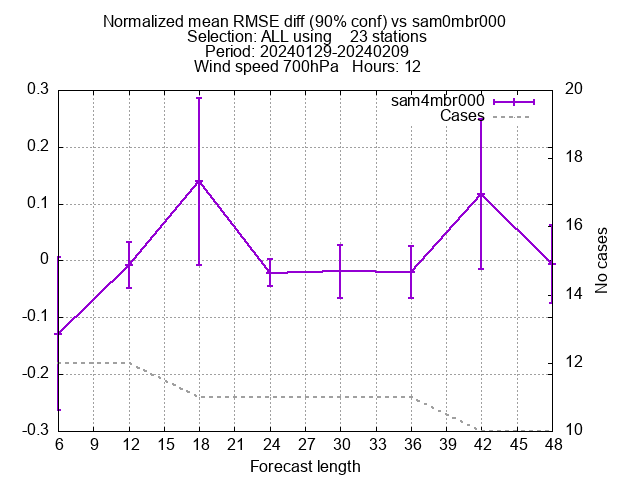 Normalized mean RMSE diff (90% conf) vs sam0mbr000
Selection: ALL using    23 stations
Period: 20240129-20240209
Wind speed 700hPa   Hours: 12
sam4mbr000
Cases
0.3
0.2
0.1
0
-0.1
-0.2
-0.3
20
18
16
14
12
10
No cases
6 9 12 15 18 21 24 27 30 33 36 39 42 45 48
Forecast length